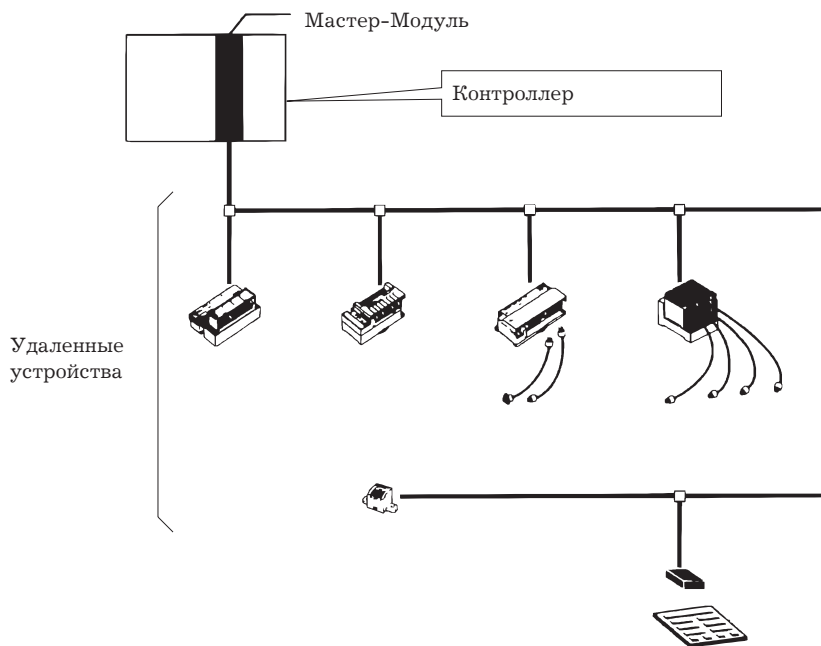 Мастер-Модуль
Контроллер
Удаленные
устройства